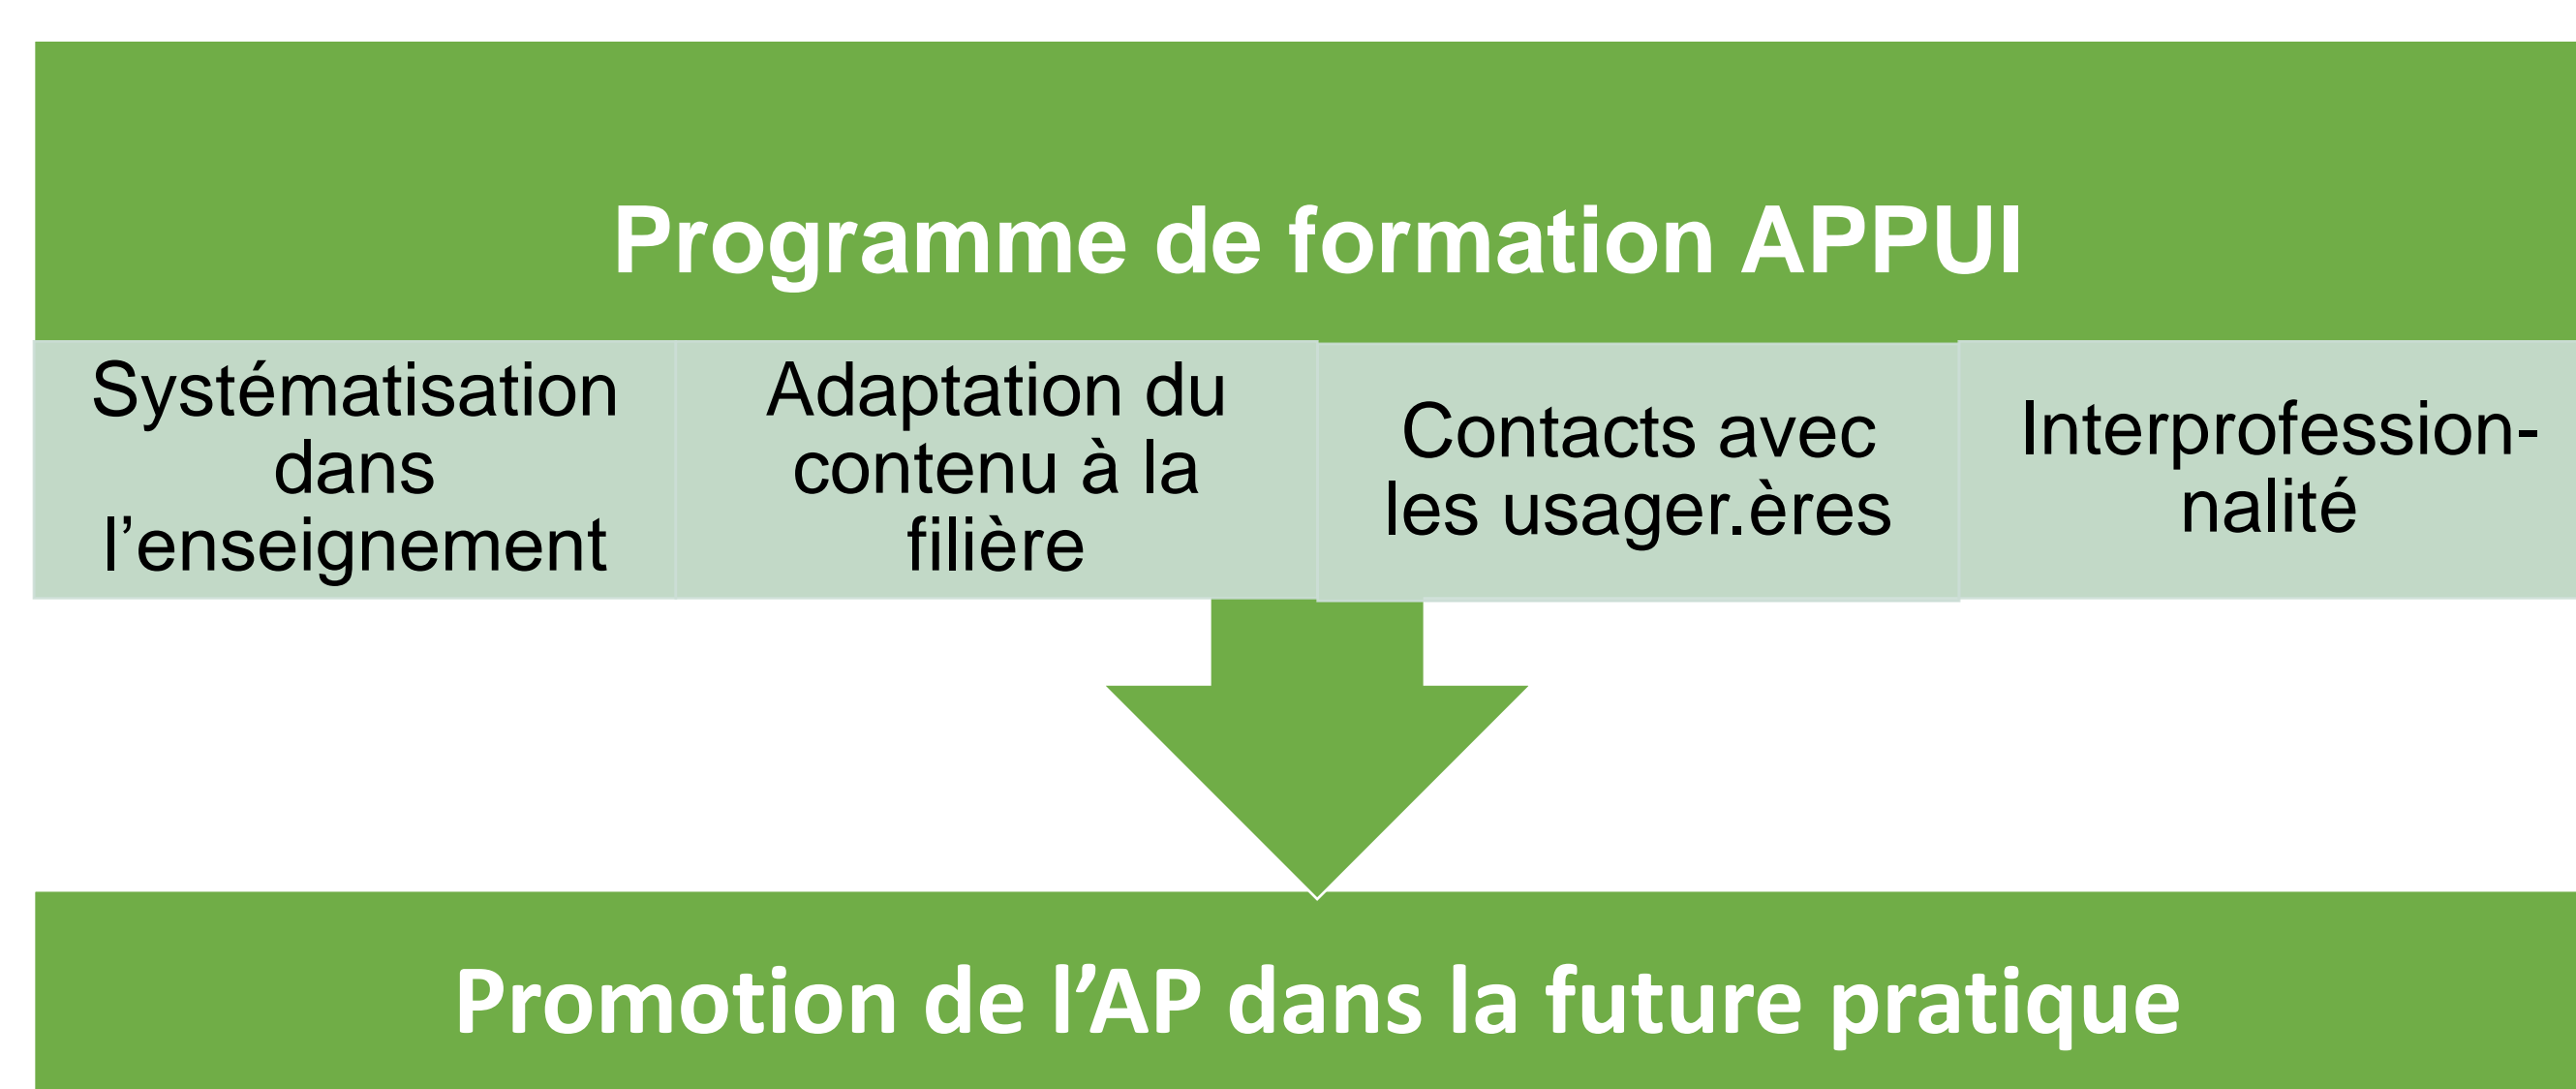 Programme de formation APPUI
Systématisation
dans
l’enseignement
Adaptation du
contenu à la
filière
Contacts avec
les usager.ères
Interprofession-
nalité
Promotion de l’AP dans la future pratique